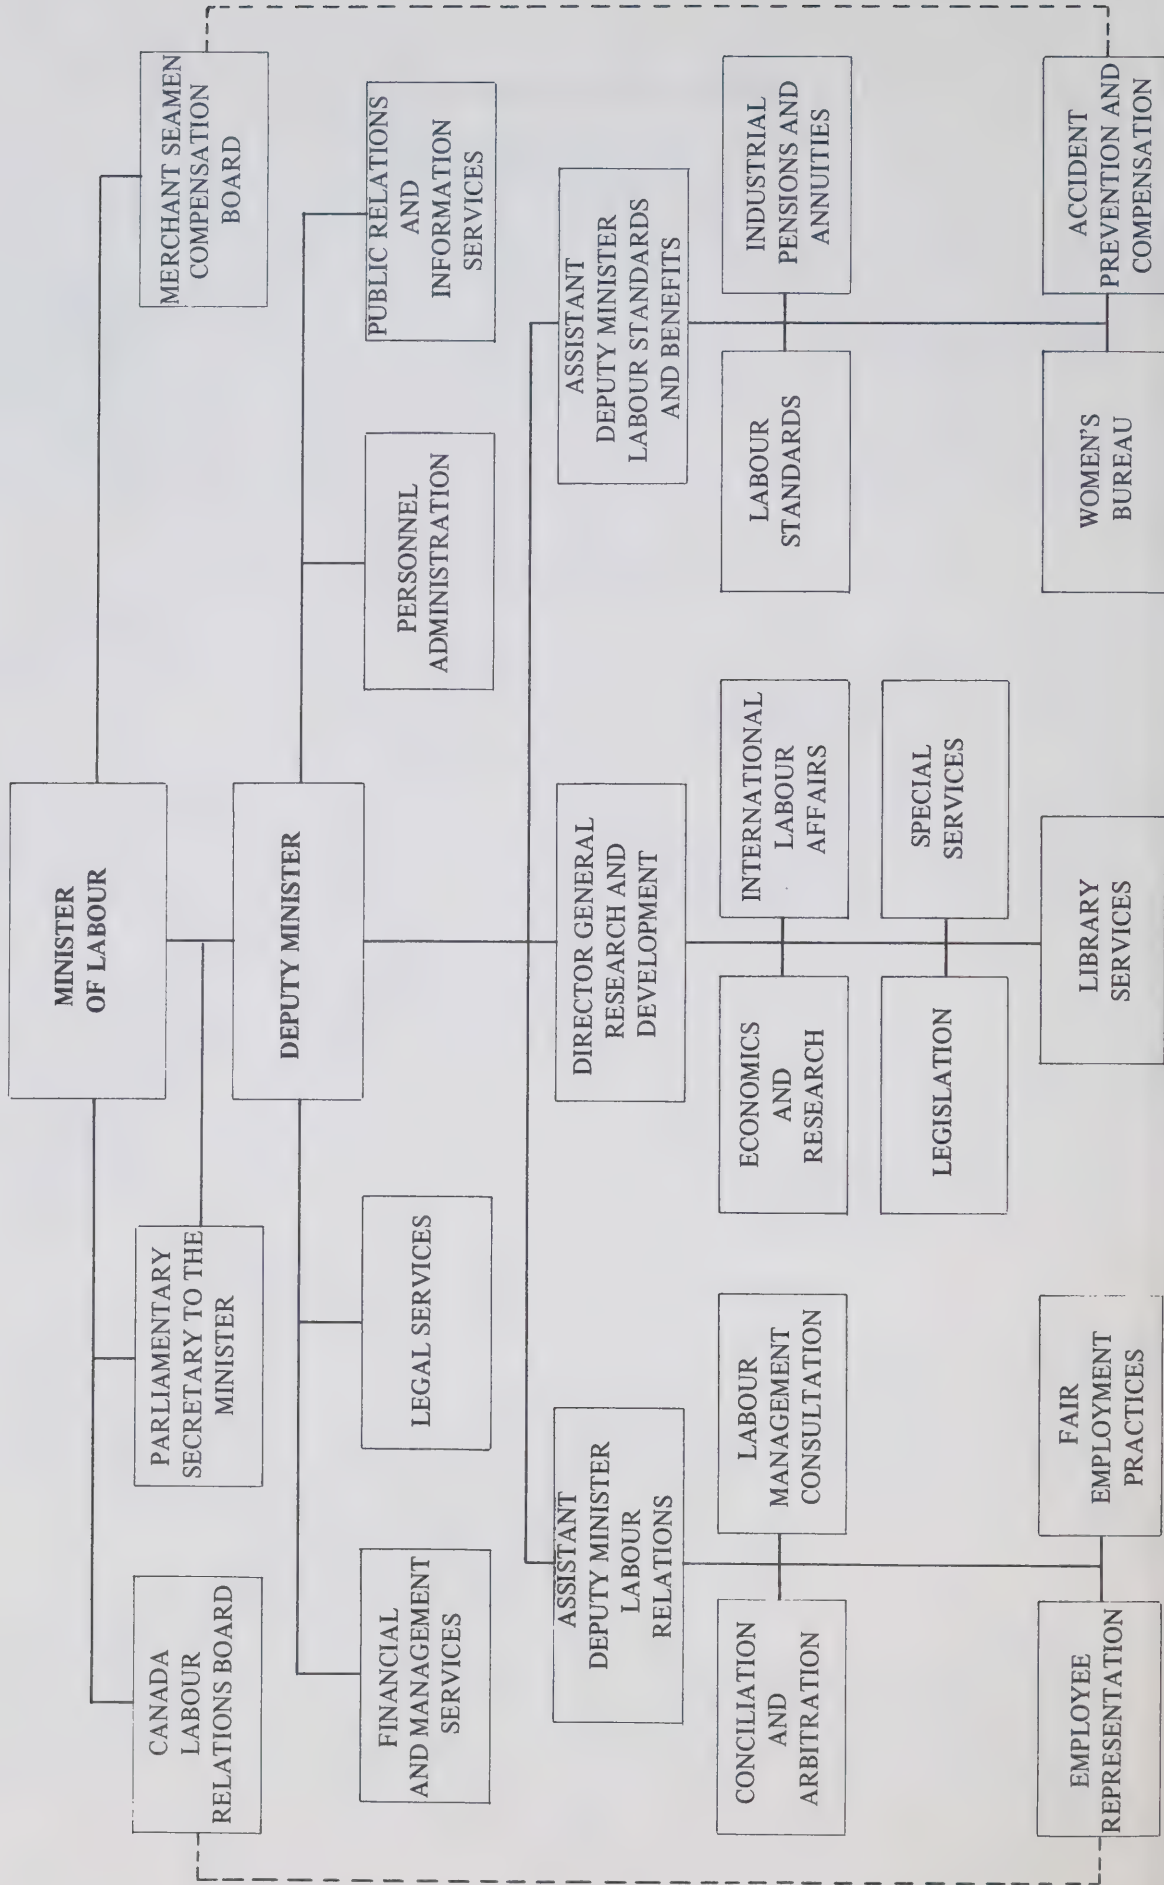 MINISTER
OF LABOUR
CANADA
LABOUR
RELATIONS BOARD
PARLIAMENTARY
SECRETARY TO THE
MINISTER
MERCHANT SEAMEN
COMPENSATION
BOARD
DEPUTY MINISTER
FINANCIAL
AND MANAGEMENT
SERVICES
LEGAL SERVICES
PERSONNEL
ADMINISTRATION
PUBLIC RELATIONS
AND
INFORMATION
SERVICES
ASSISTANT
DEPUTY MINISTER
LABOUR
RELATIONS
DIRECTOR GENERAL
RESEARCH AND
DEVELOPMENT
ASSISTANT
DEPUTY MINISTER
LABOUR STANDARDS
AND BENEFITS
CONCILIATION
AND
ARBITRATION
LABOUR
MANAGEMENT
CONSULTATION
ECONOMICS
AND
RESEARCH
INTERNATIONAL
LABOUR
AFFAIRS
LABOUR
STANDARDS
INDUSTRIAL
PENSIONS AND
ANNUITIES
LEGISLATION
SPECIAL
SERVICES
EMPLOYEE
REPRESENTATION
FAIR
EMPLOYMENT
PRACTICES
LIBRARY
SERVICES
WOMEN'S
BUREAU
ACCIDENT
PREVENTION AND
COMPENSATION